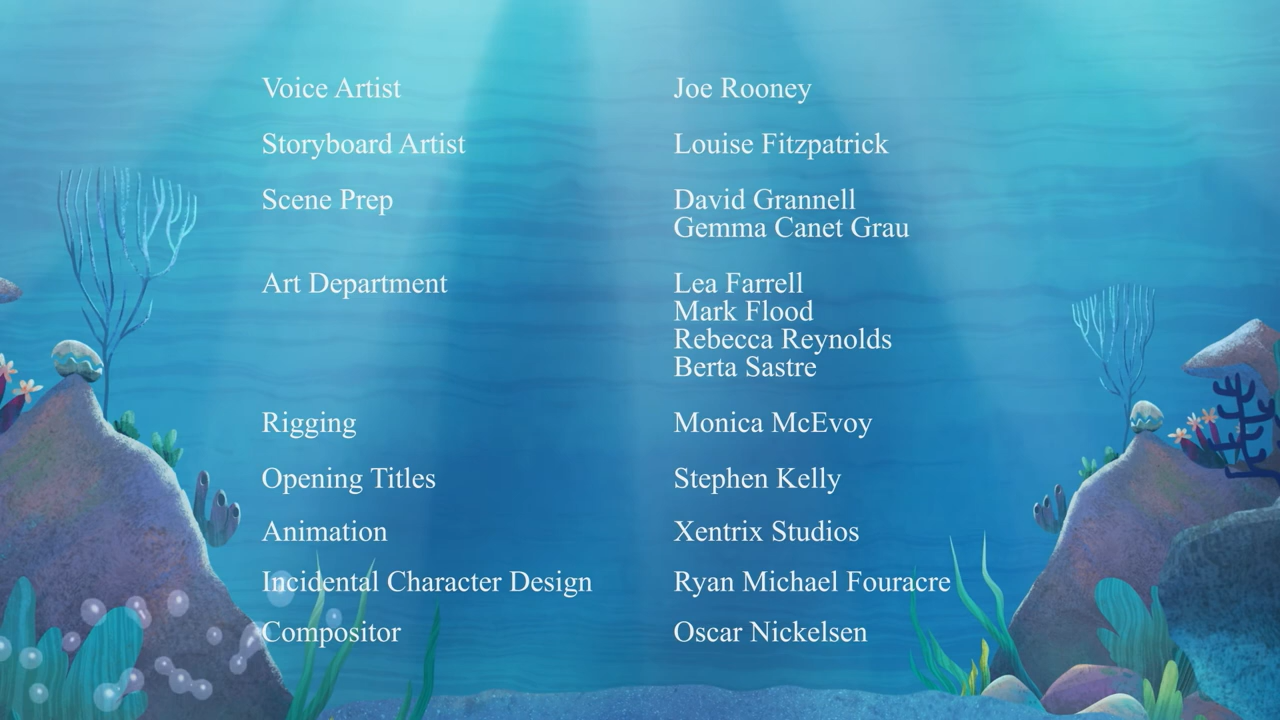 Voice Artist Joe Rooney
Storyboard Artist Louise Fitzpatrick
Scene Prep David Grannell
Gemma Canet Grau
Art Department Lea Farrell
Mark Flood
Rebecca Reynolds
Berta Sastre
Rigging Monica McEvoy
Opening Titles Stephen Kelly
Animation Xentrix Studios
Incidental Character Design Ryan Michael Fouracre
Compositor Oscar Nickelsen